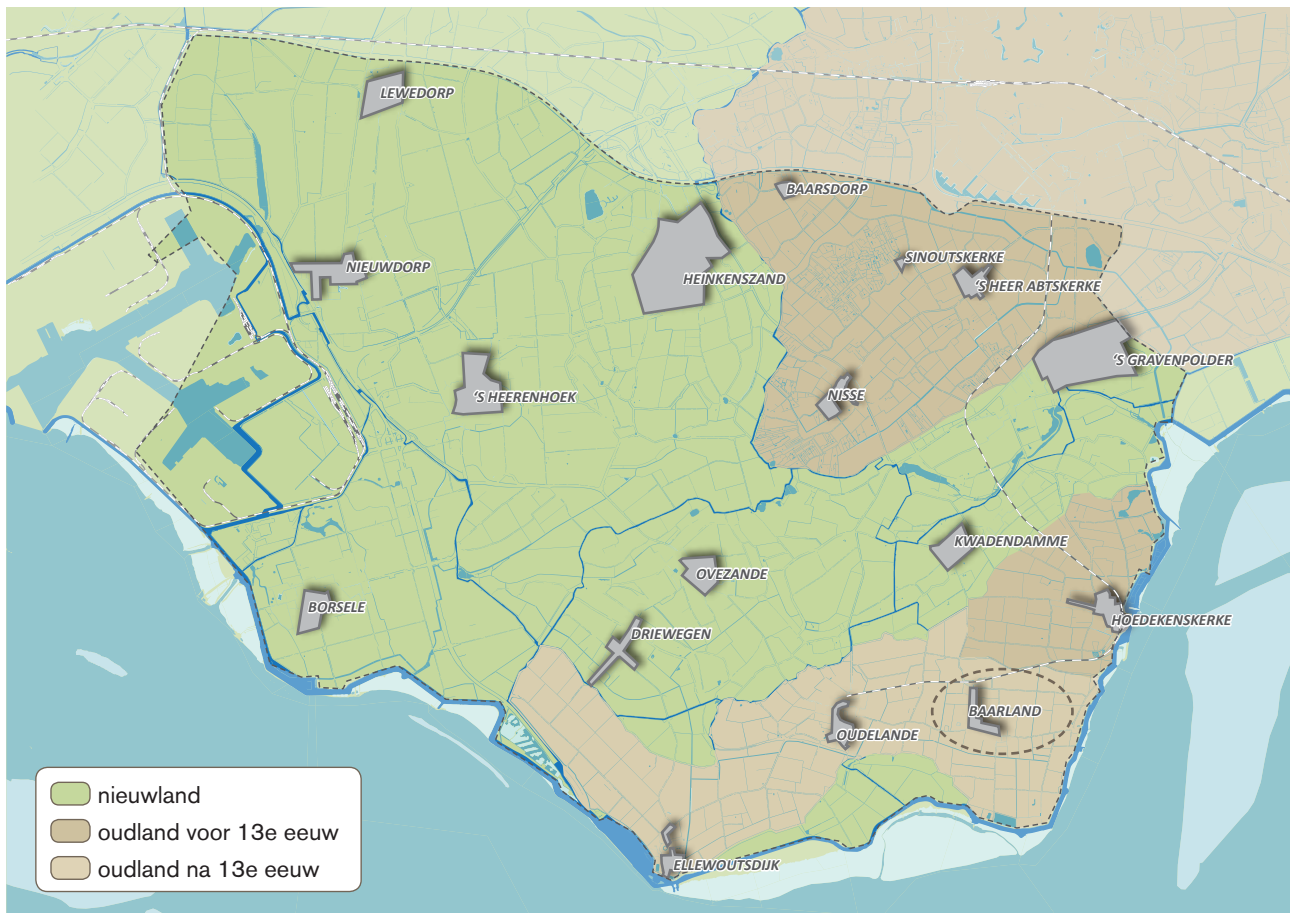 LEWEDORP
BAARSDORP
SINOUTSKERKE
NIEUWDORP
HEINKENSZAND
'S HEER ABTSKERKE
'S GRAVENPOLDER
'S HEERENHOEK
NISSE
KWADENDAMME
OVEZANDE
BORSELE
HOEDEKENSKERKE
DRIEWEGEN
BAARLAND
OUDELANDE
ELLEWOUTSDIJK
nieuwland
oudland voor 13e eeuw
oudland na 13e eeuw